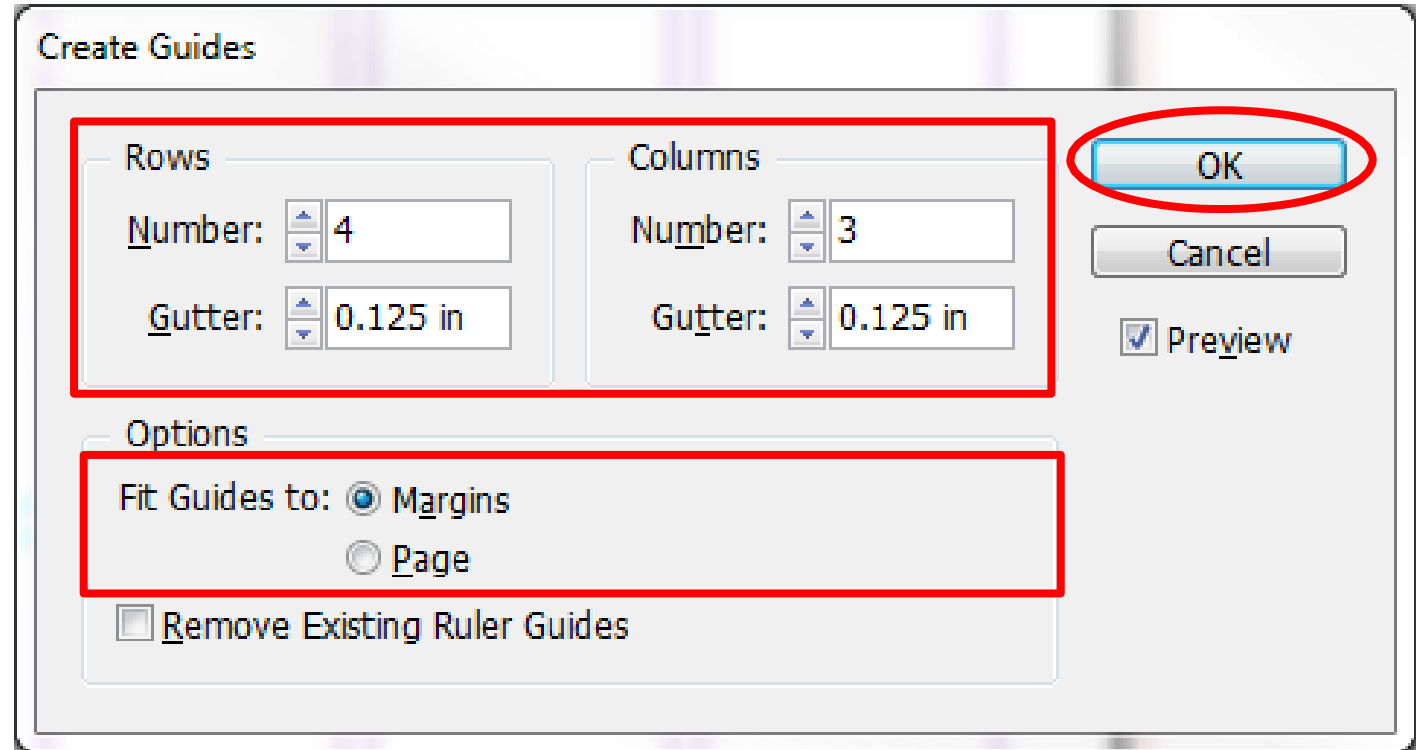 Create Guides
Rows
Number: 4
Gutter: 0.125 in
Columns
Number: 3
Gutter: 0.125 in
OK
Cancel
Preview
Options
Fit Guides to: Margins
Page
Remove Existing Ruler Guides